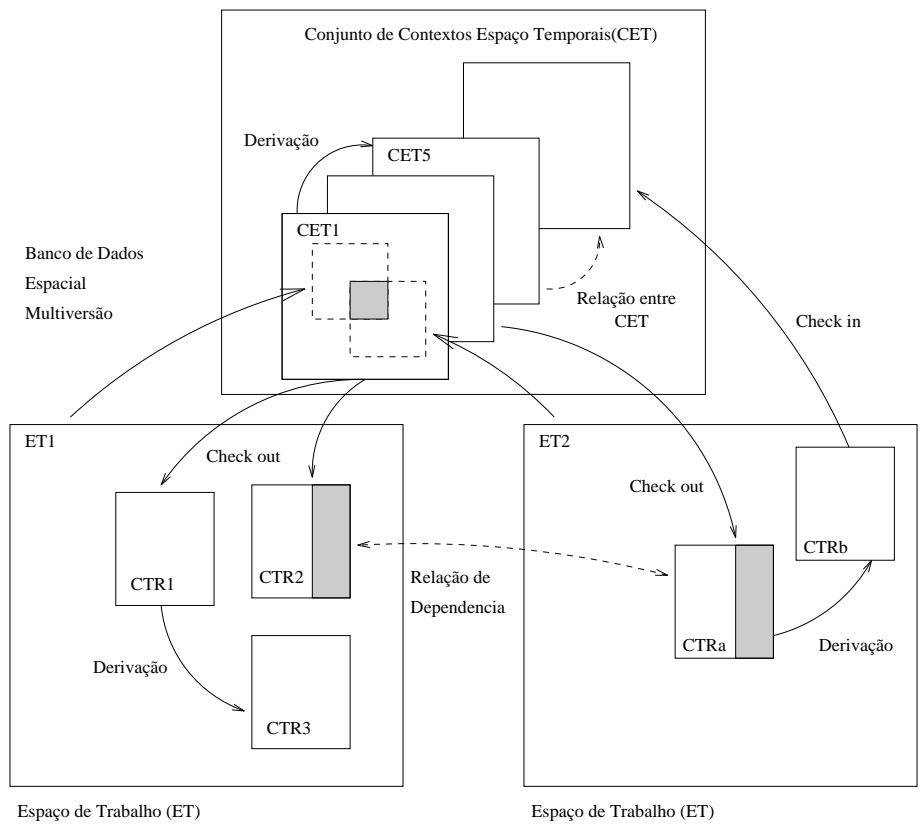 Conjunto de Contextos Espaço Temporais(CET)
Derivação
CET5
CET1
Banco de Dados
Espacial
Multiversão
Relação entre
CET
Check in
ET1
Check out
CTR1
CTR2
Derivação
CTR3
Relação de
Dependencia
ET2
Check out
CTRb
CTRa
Derivação
Espaço de Trabalho (ET)
Espaço de Trabalho (ET)